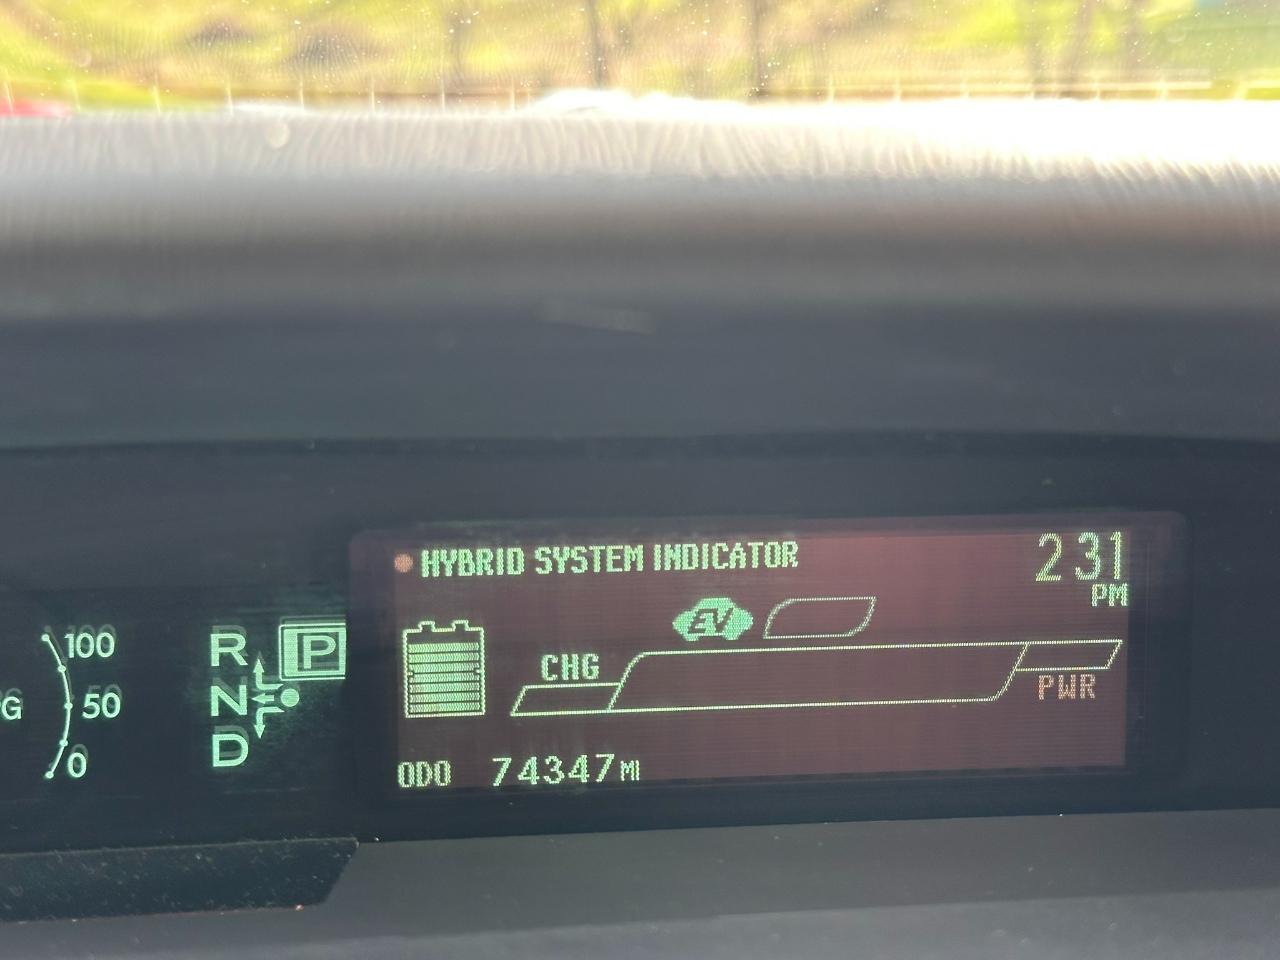 HYBRID SYSTEM INDICATOR
2 31
PM
EV
CHG
PWR
ODO 74347 MI
100
50
0
G
R
P
N
D